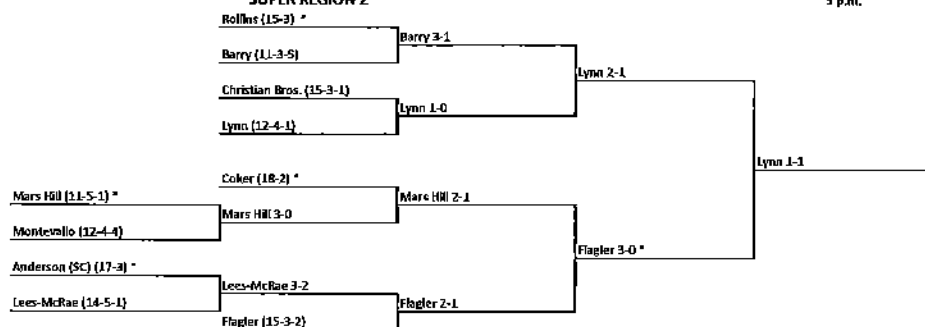 SUPER REGION 2
5 p.m.
Rollins (15-3) *
Barry 3-1
Barry (11-3-5)
Lynn 2-1
Christian Bros. (15-3-1)
Lynn 1-0
Lynn (12-4-1)
Lynn 1-1
Coker (18-2) *
Mars Hill (11-5-1) *
Mars Hill 2-1
Mars Hill 3-0
Montevallo (12-4-4)
Flagler 3-0 *
Anderson (SC) (17-3) *
Lees-McRae 3-2
Lees-McRae (14-5-1)
Flagler 2-1
Flagler (15-3-2)